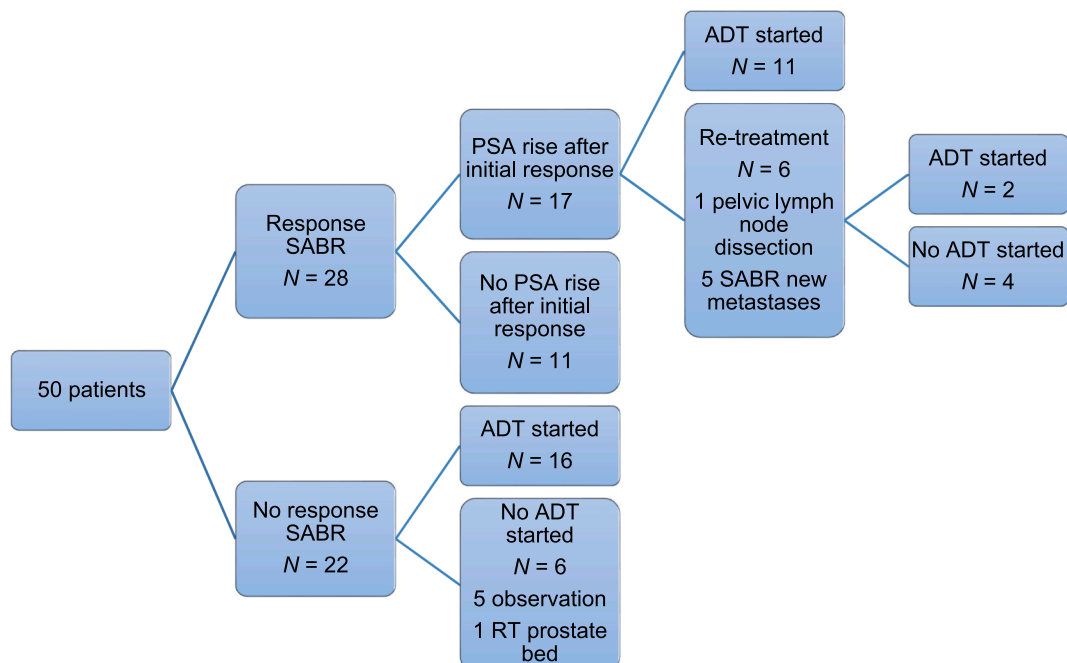 50 patients
Response
SABR
N = 28
No response
SABR
N = 22
PSA rise after
initial response
N = 17
No PSA rise
after initial
response
N = 11
ADT started
N = 16
No ADT
started
N = 6
5 observation
1 RT prostate
bed
ADT started
N = 11
Re-treatment
N = 6
1 pelvic lymph
node
dissection
5 SABR new
metastases
ADT started
N = 2
No ADT started
N = 4